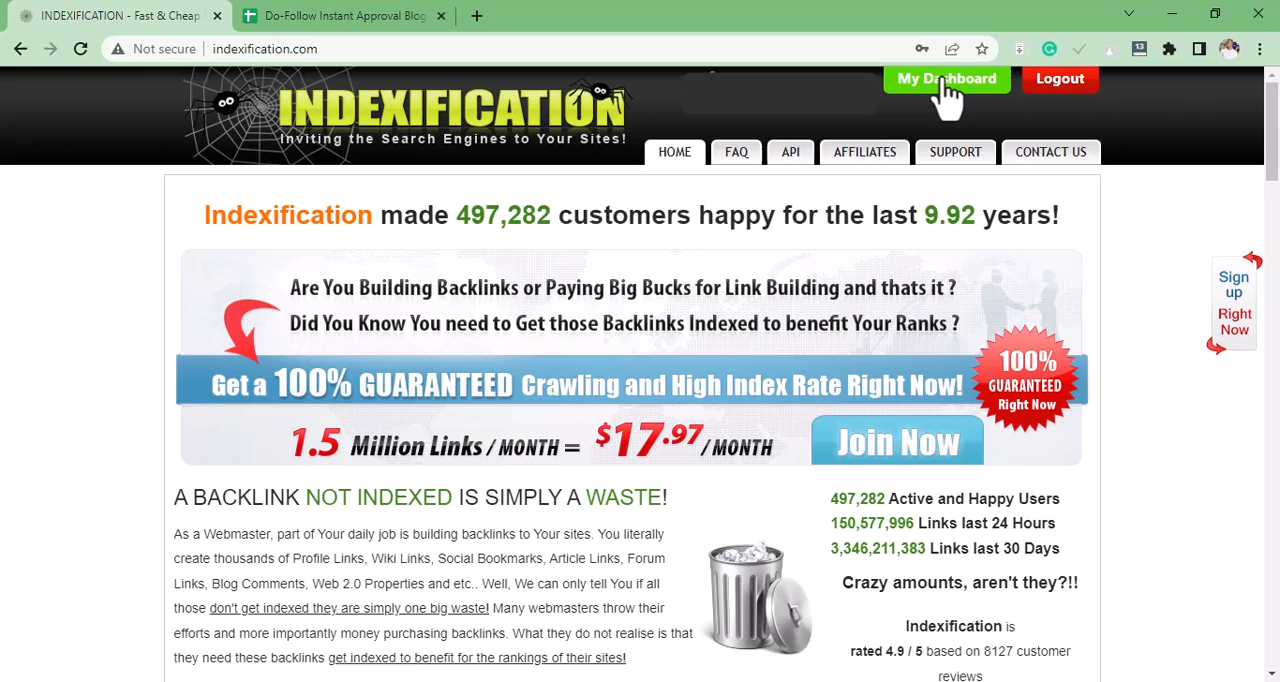 INDEXIFICATION - Fast & Cheap
Do-Follow Instant Approval Blog
Not secure
indexification.com
13
My Dashboard
Logout
INDEXIFICATION
Inviting the Search Engines to Your Sites!
HOME
FAQ
API
AFFILIATES
SUPPORT
CONTACT US
Indexification made 497,282 customers happy for the last 9.92 years!
Are You Building Backlinks or Paying Big Bucks for Link Building and thats it ?
Did You Know You need to Get those Backlinks Indexed to benefit Your Ranks ?
Get a 100% GUARANTEED Crawling and High Index Rate Right Now!
100%
GUARANTEED
Right Now
1.5 Million Links / MONTH = $17.97/MONTH
Join Now
Sign
up
Right
Now
A BACKLINK NOT INDEXED IS SIMPLY A WASTE!
As a Webmaster, part of Your daily job is building backlinks to Your sites. You literally
create thousands of Profile Links, Wiki Links, Social Bookmarks, Article Links, Forum
Links, Blog Comments, Web 2.0 Properties and etc.. Well, We can only tell You if all
those don't get indexed they are simply one big waste! Many webmasters throw their
efforts and more importantly money purchasing backlinks. What they do not realise is that
they need these backlinks get indexed to benefit for the rankings of their sites!
497,282 Active and Happy Users
150,577,996 Links last 24 Hours
3,346,211,383 Links last 30 Days
Crazy amounts, aren't they?!!
Indexification is
rated 4.9 / 5 based on 8127 customer
reviews